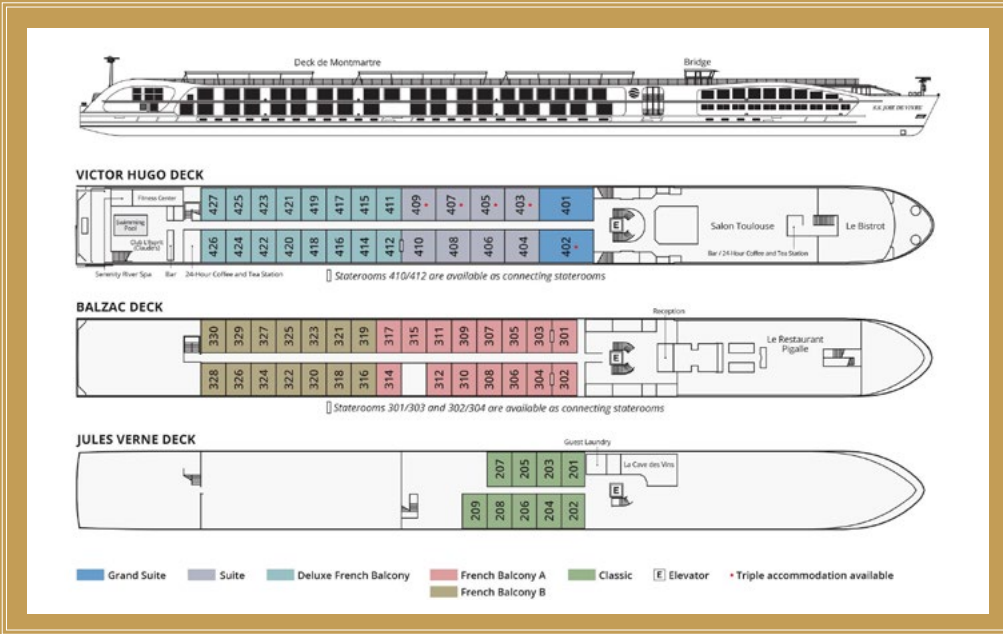 Deck de Montmartre
Bridge
S.S. JOIE DE VIVRE
VICTOR HUGO DECK
Fitness Center
427 425 423 421 419 417 415 411 409 407 405 403 401
Swimming
Pool
Club L'Esprit
(Claude's)
E
Salon Toulouse
Le Bistrot
426 424 422 420 418 416 414 412 410 408 406 404 402
Bar / 24-Hour Coffee and Tea Station
Serenity River Spa
Bar
24-Hour Coffee and Tea Station
Staterooms 410/412 are available as connecting staterooms
BALZAC DECK
Reception
330 329 327 325 323 321 319 317 315 311 309 307 305 303 301
E
Le Restaurant
Pigalle
328 326 324 322 320 318 316 314 312 310 308 306 304 302
Staterooms 301/303 and 302/304 are available as connecting staterooms
JULES VERNE DECK
Guest Laundry
207 205 203 201
La Cave des Vins
E
209 208 206 204 202
Grand Suite
Suite
Deluxe French Balcony
French Balcony A
Classic
E Elevator
• Triple accommodation available
French Balcony B